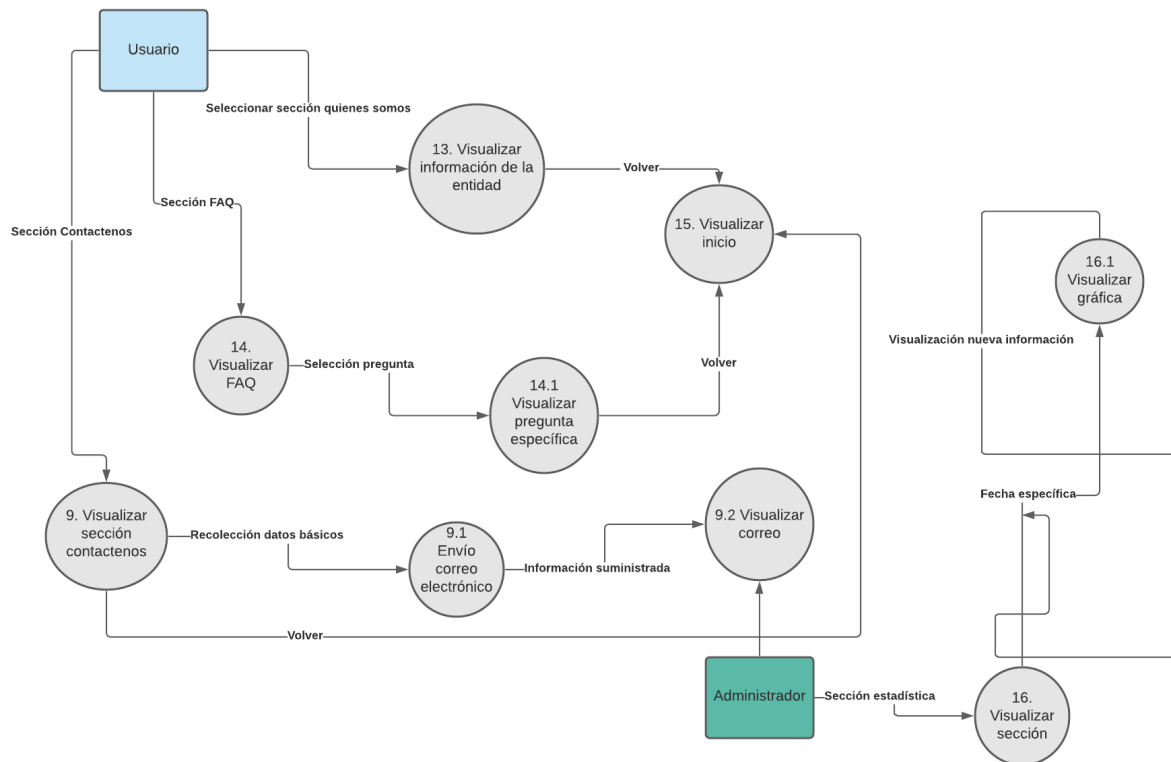 Usuario
Seleccionar sección quienes somos
13. Visualizar
información de la
entidad
Volver
Sección FAQ
15. Visualizar
inicio
Sección Contactenos
16.1
Visualizar
gráfica
Visualización nueva información
14.
Visualizar
FAQ
Selección pregunta
Volver
14.1
Visualizar
pregunta
específica
Fecha específica
9. Visualizar
sección
contactenos
Recolección datos básicos
9.1
Envío
correo
electrónico
Información suministrada
9.2 Visualizar
correo
Volver
Administrador
Sección estadística
16.
Visualizar
sección